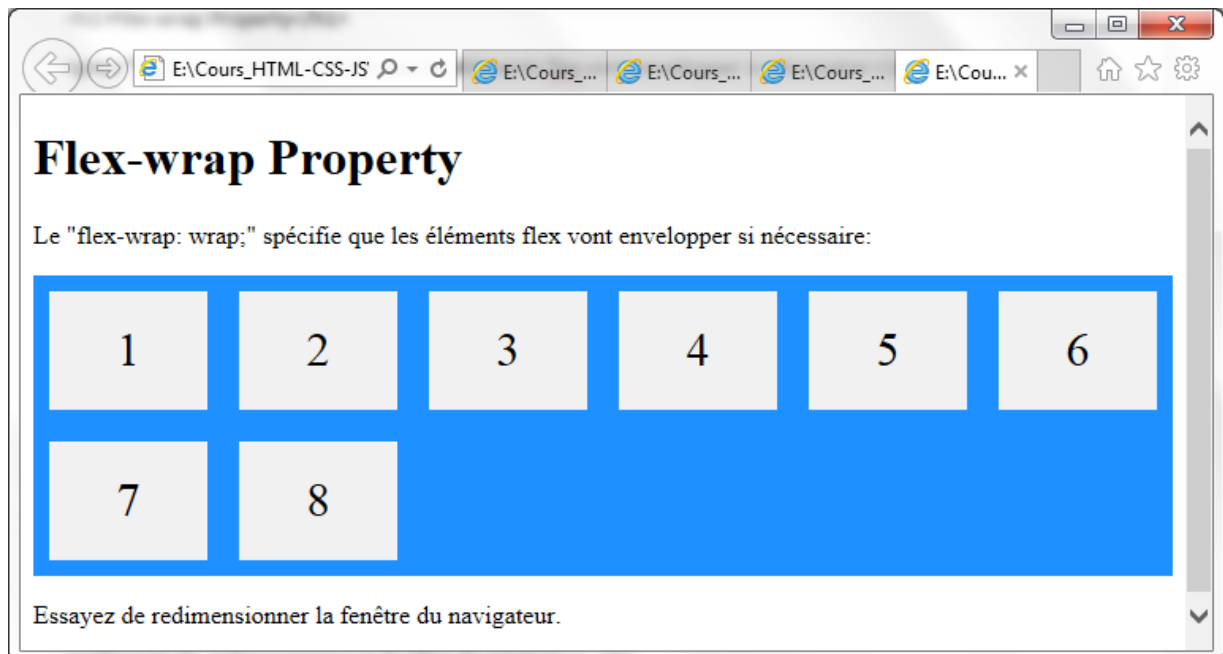 E:\Cours_HTML-CSS-JS'
E:\Cours_...
E:\Cours_...
E:\Cours_...
E:\Cou...
Flex-wrap Property
Le "flex-wrap: wrap;" spécifie que les éléments flex vont envelopper si nécessaire:
1 2 3 4 5 6
7 8
Essayez de redimensionner la fenêtre du navigateur.